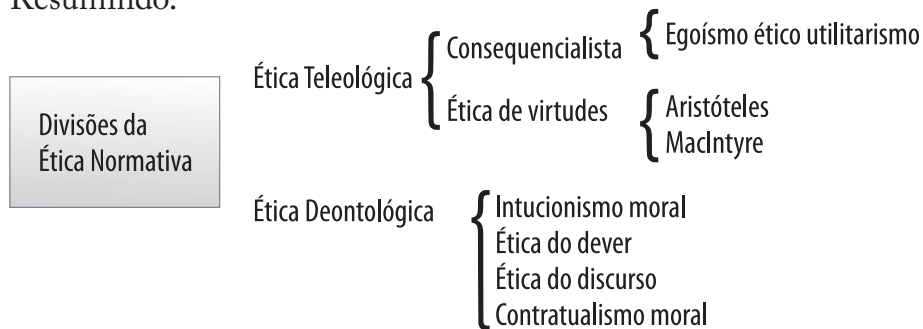 Resumindo:
Divisões da
Ética Normativa
Ética Teleológica
Consequencialista
Egoísmo ético utilitarismo
Ética de virtudes
Aristóteles
MacIntyre
Ética Deontológica
Intucionismo moral
Ética do dever
Ética do discurso
Contratualismo moral